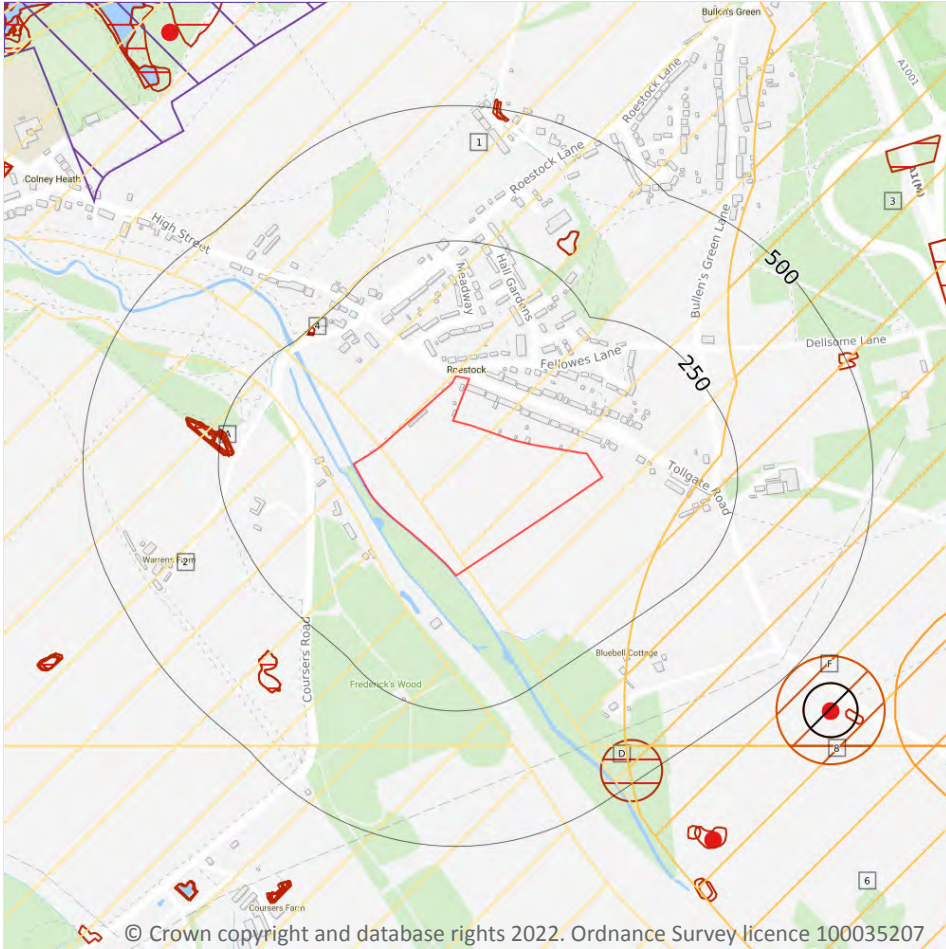 Bullen's Green
A1001
Roestock Lane
1
A1(M)
3
Roestock Lane
Colney Heath
High Street
Bullen's Green Lane
500
Meadway
Hall Gardens
4
Dellsome Lane
Fellowes Lane
250
Roestock
A
Tollgate Road
Warrens Farm
2
Coursers Road
Bluebell Cottage
F
Frederick's Wood
D
8
6
Coursers Farm
© Crown copyright and database rights 2022. Ordnance Survey licence 100035207